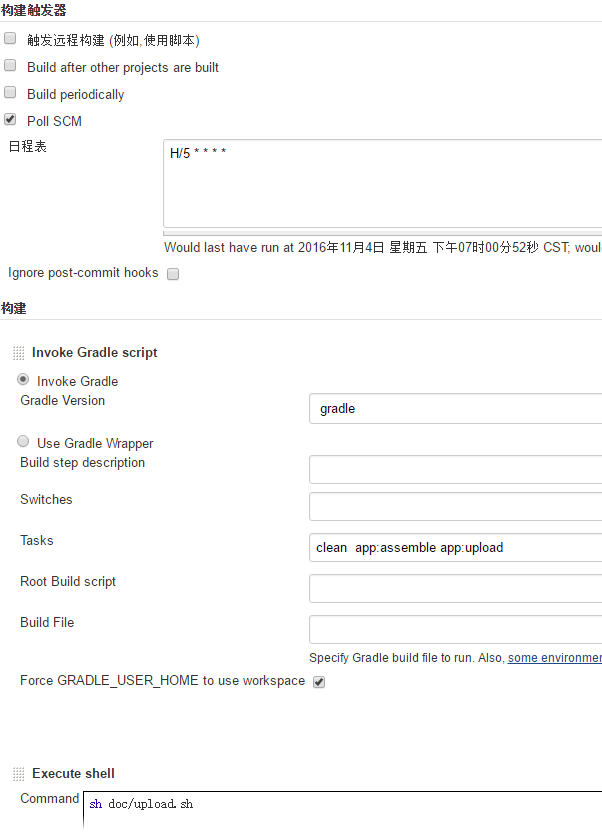 构建触发器
触发远程构建 (例如,使用脚本)
Build after other projects are built
Build periodically
Poll SCM
日程表
H/5 * * * *
Would last have run at 2016年11月4日 星期五 下午07时00分52秒 CST; woul
Ignore post-commit hooks
构建
Invoke Gradle script
Invoke Gradle
Gradle Version
gradle
Use Gradle Wrapper
Build step description
Switches
Tasks
clean  app:assemble app:upload
Root Build script
Build File
Specify Gradle build file to run. Also, some environmen
Force GRADLE_USER_HOME to use workspace
Execute shell
Command
sh doc/upload.sh